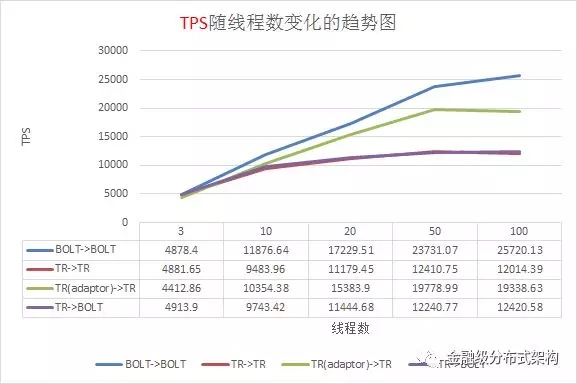 TPS随线程数变化的趋势图
30000
25000
20000
15000
10000
5000
0
TPS
3 10 20 50 100
BOLT->BOLT 4878.4 11876.64 17229.51 23731.07 25720.13
TR->TR 4881.65 9483.96 11179.45 12410.75 12014.39
TR(adaptor)->TR 4412.86 10354.38 15383.9 19778.99 19338.63
TR->BOLT 4913.9 9743.42 11444.68 12240.77 12420.58
线程数
BOLT->BOLT TR->TR TR(adaptor)->TR TR->BOLT
金融级分布式架构